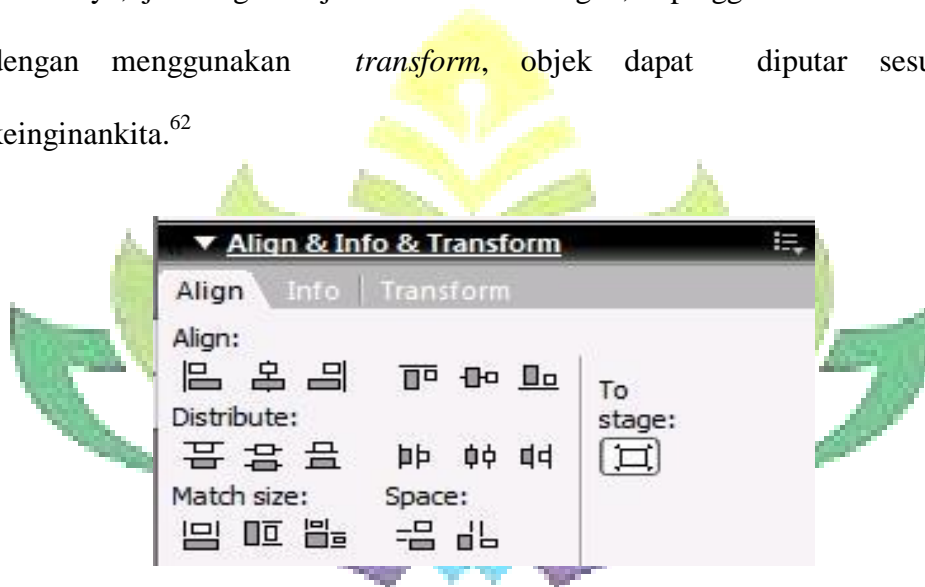 dengan menggunakan transform, objek dapat diputar
keinginankita.62
Align & Info & Transform
Align Info Transform
Align:
To
stage:
Distribute:
Match size: Space: